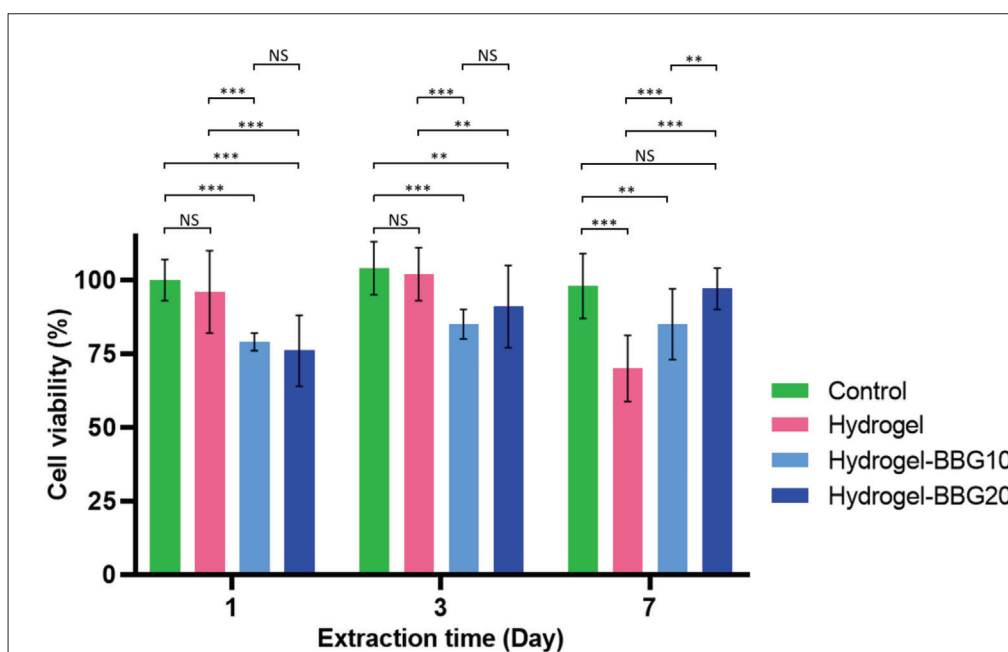 NS NS **
*** *** ***
*** ** ***
*** ** NS
*** *** **
NS NS ***
Cell viability (%)
100
75
50
25
0
1 3 7
Extraction time (Day)
Control
Hydrogel
Hydrogel-BBG10
Hydrogel-BBG20